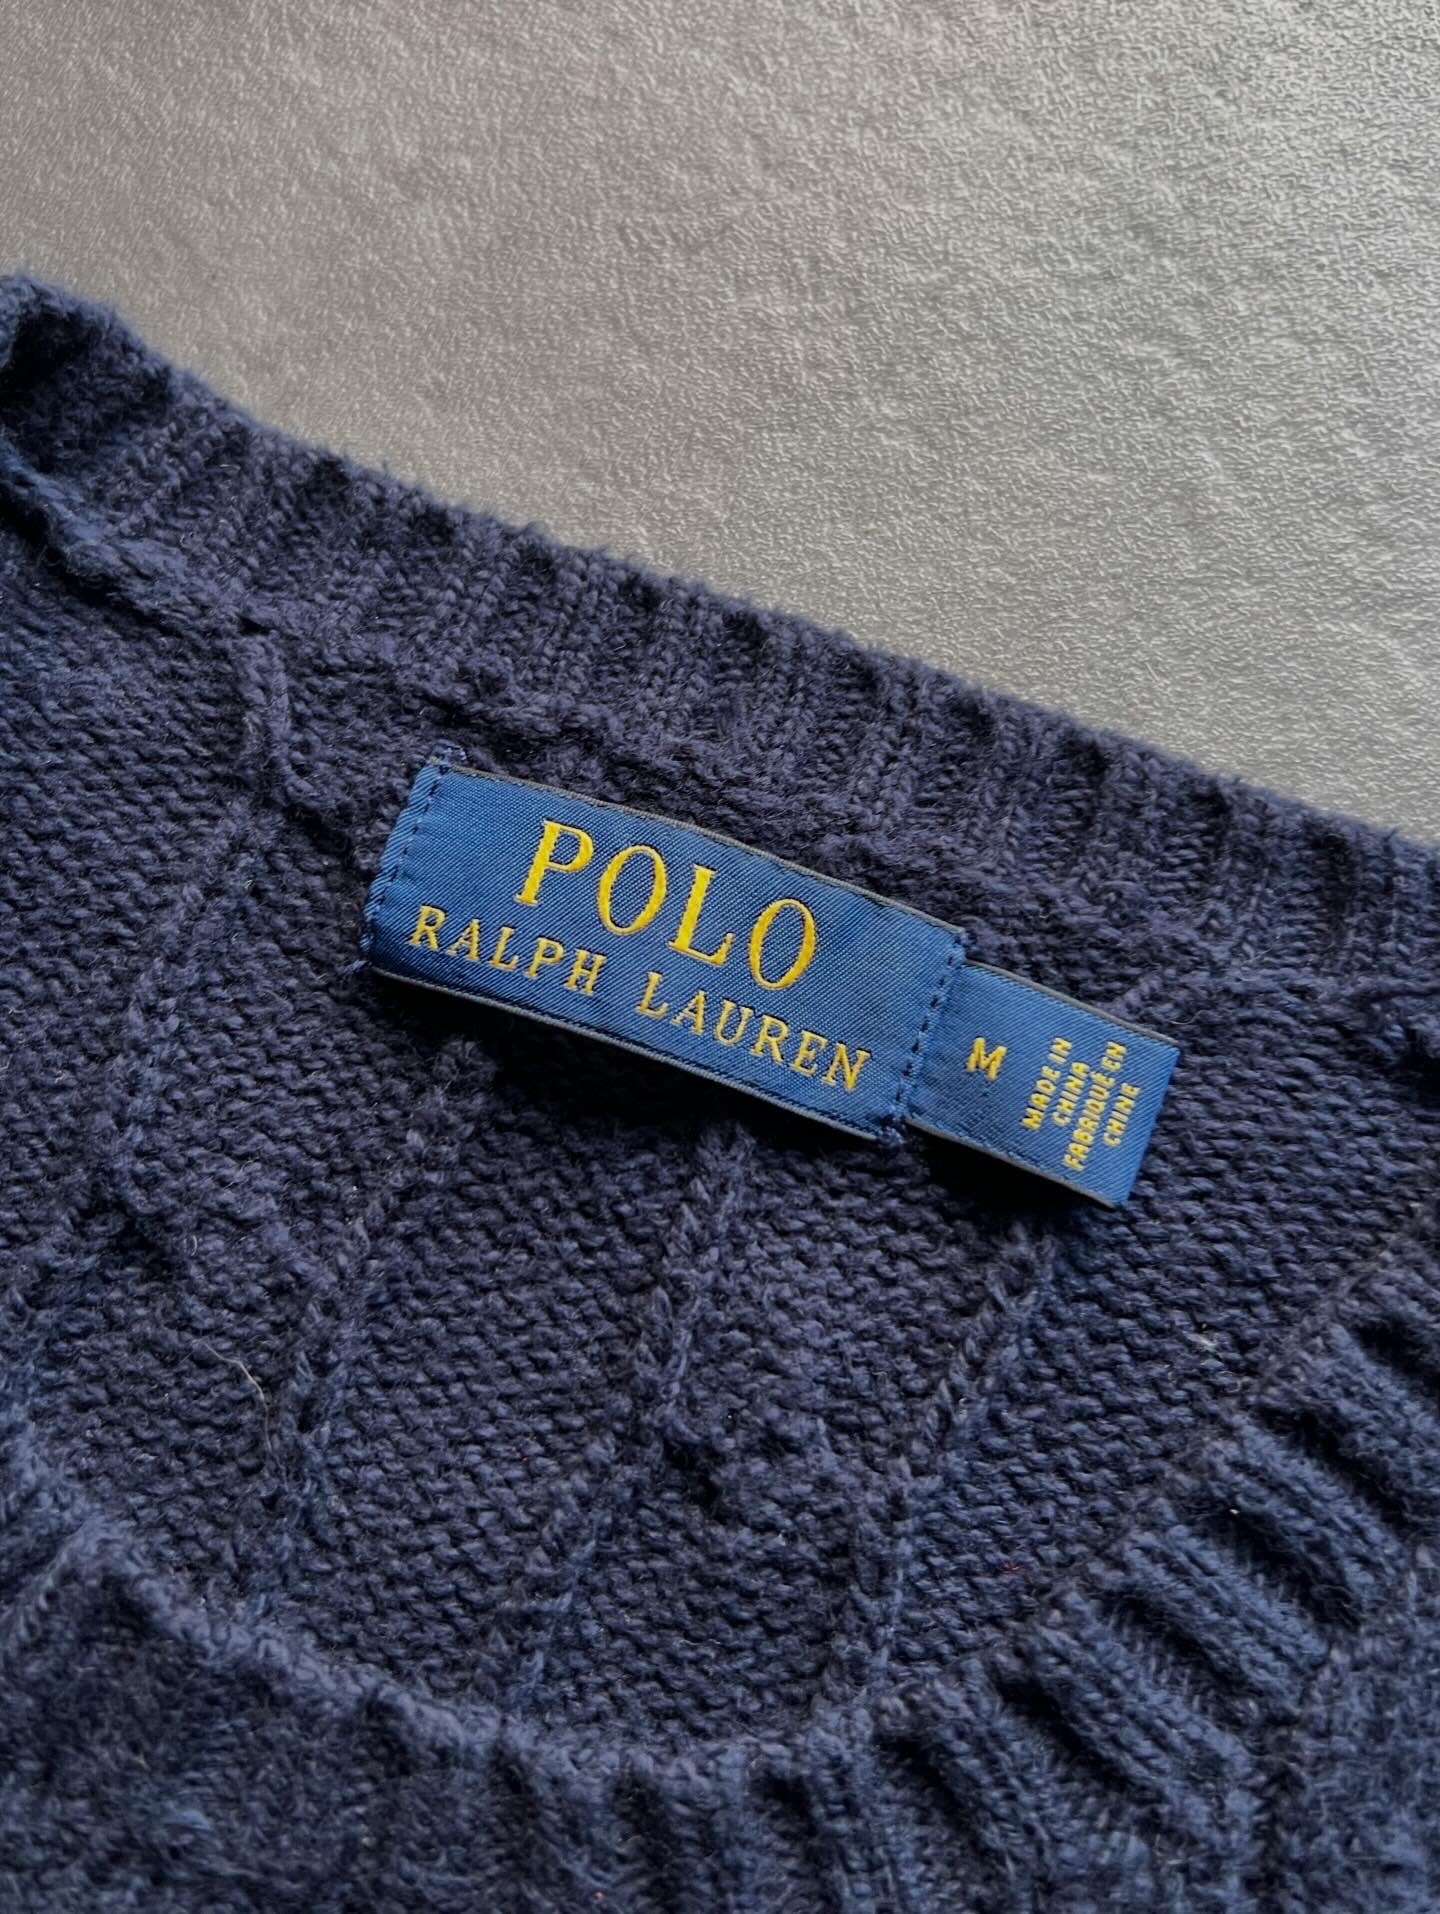 POLO
RALPH LAUREN
M
MADE IN
CHINA
FABRIQUÉ EN
CHINE